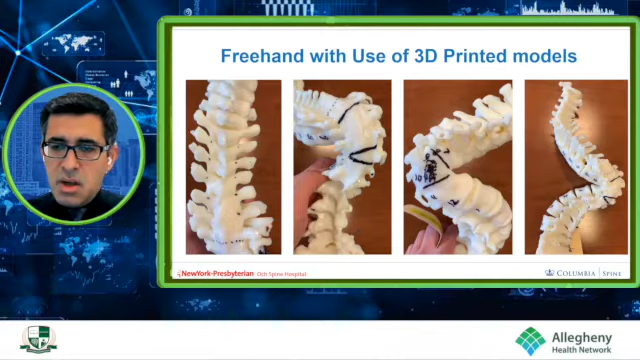 Freehand with Use of 3D Printed models
NewYork-Presbyterian Och Spine Hospital
COLUMBIA SPINE
Allegheny
Health Network